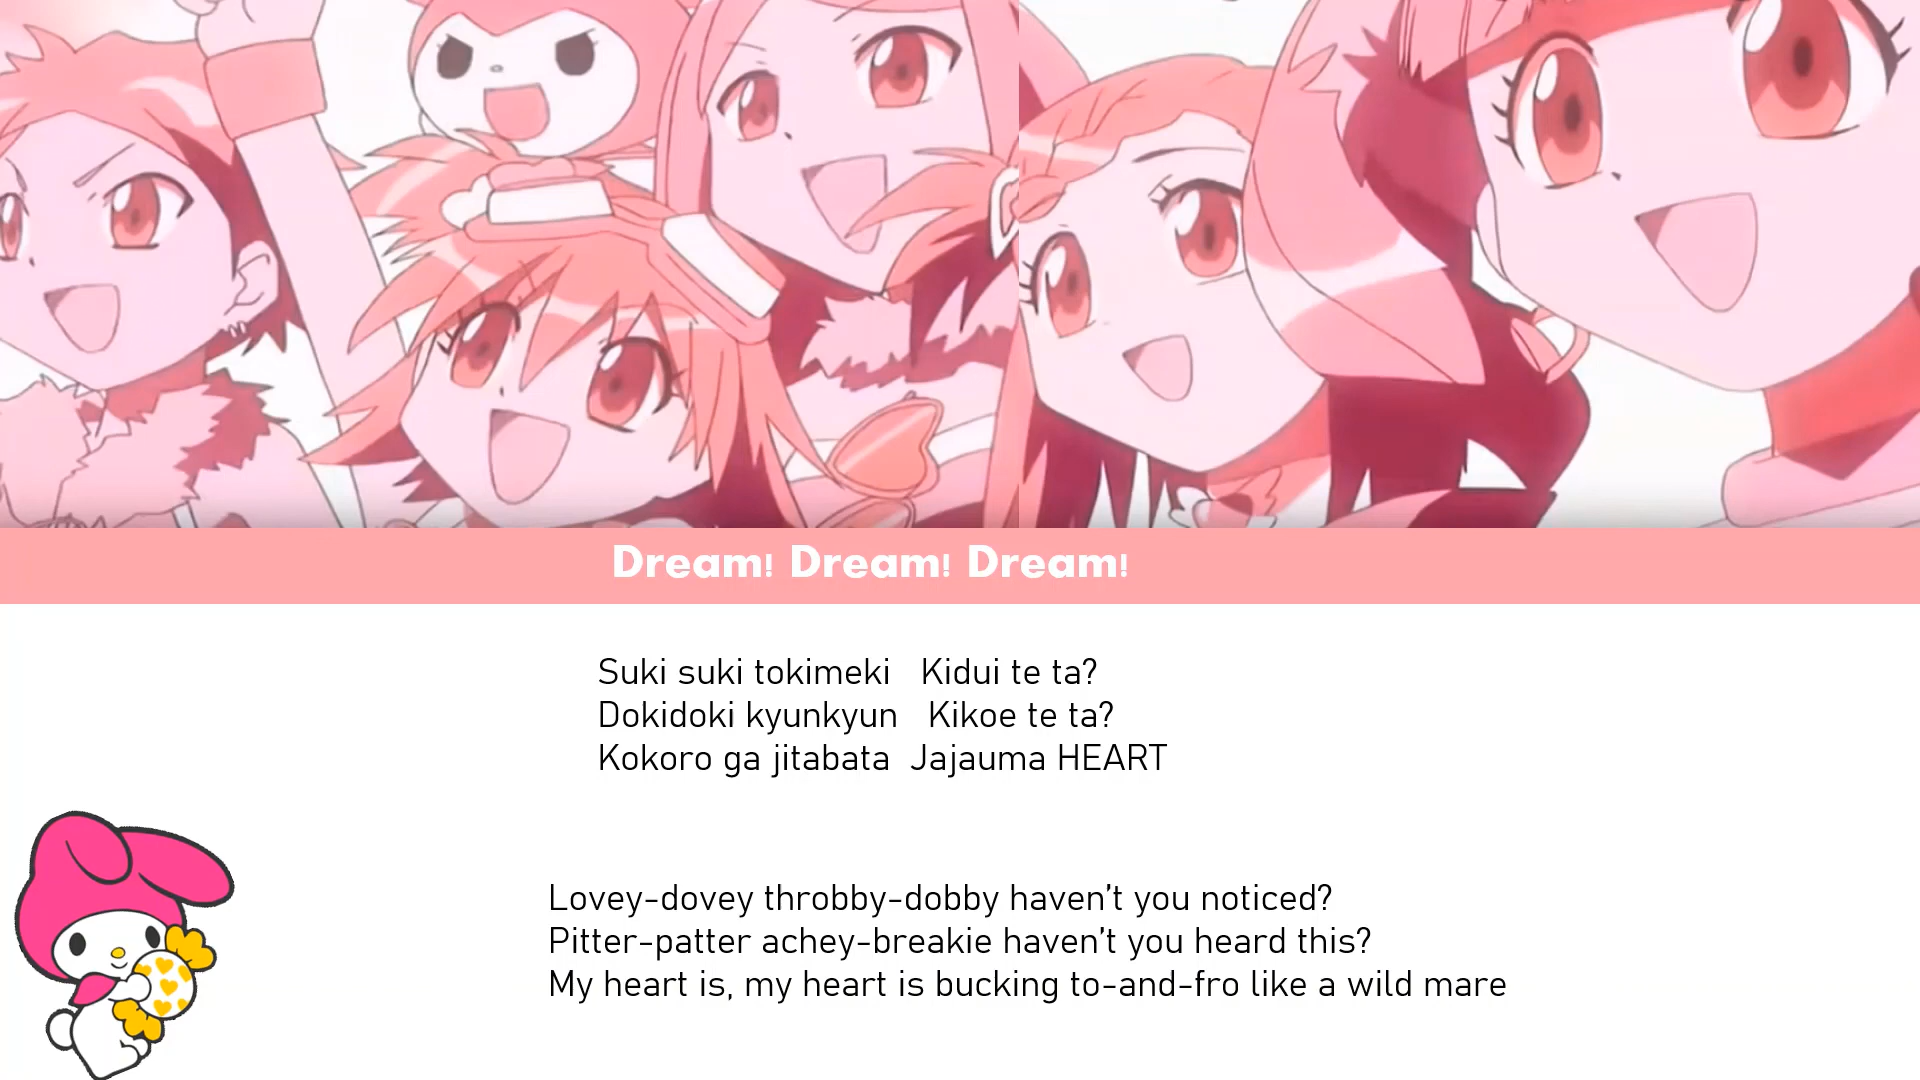 Dream! Dream! Dream!
Suki suki tokimeki Kidui te ta?
Dokidoki kyunkyun Kikoe te ta?
Kokoro ga jitabata Jajauma HEART
Lovey-dovey throbby-dobby haven't you noticed?
Pitter-patter achey-breakie haven't you heard this?
My heart is, my heart is bucking to-and-fro like a wild mare